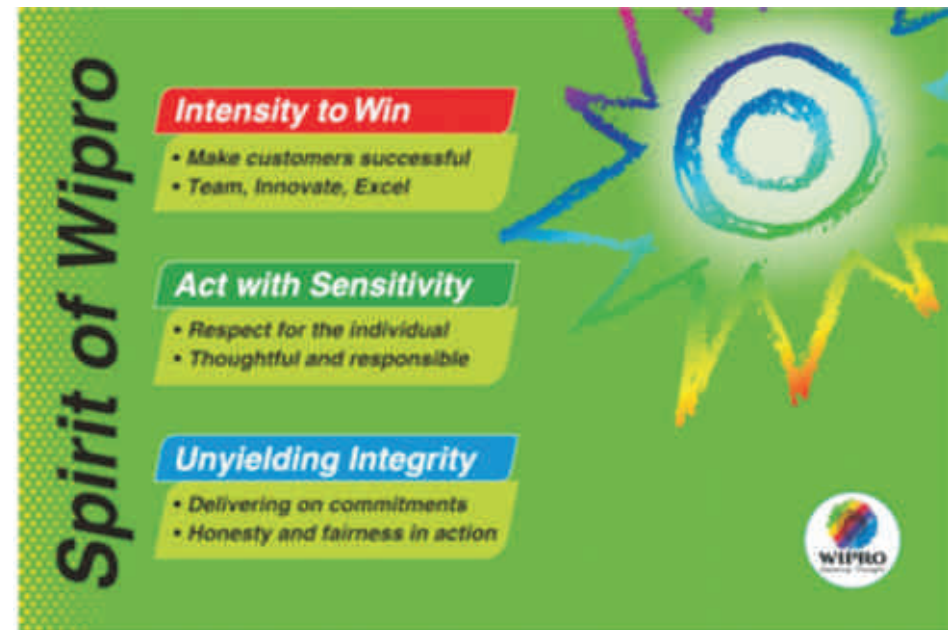 Spirit of Wipro
Intensity to Win
• Make customers successful
• Team, Innovate, Excel
Act with Sensitivity
• Respect for the individual
• Thoughtful and responsible
Unyielding Integrity
• Delivering on commitments
• Honesty and fairness in action
WIPRO